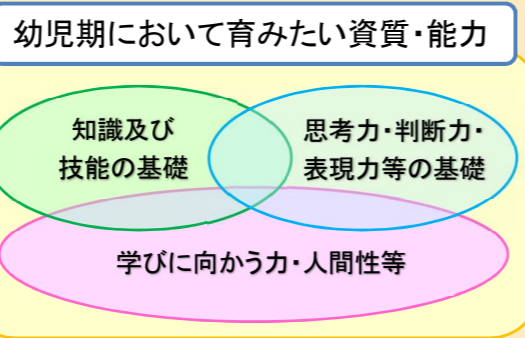 幼児期において育みたい資質・能力
知識及び
技能の基礎
思考力・判断力・
表現力等の基礎
学びに向かう力・人間性等